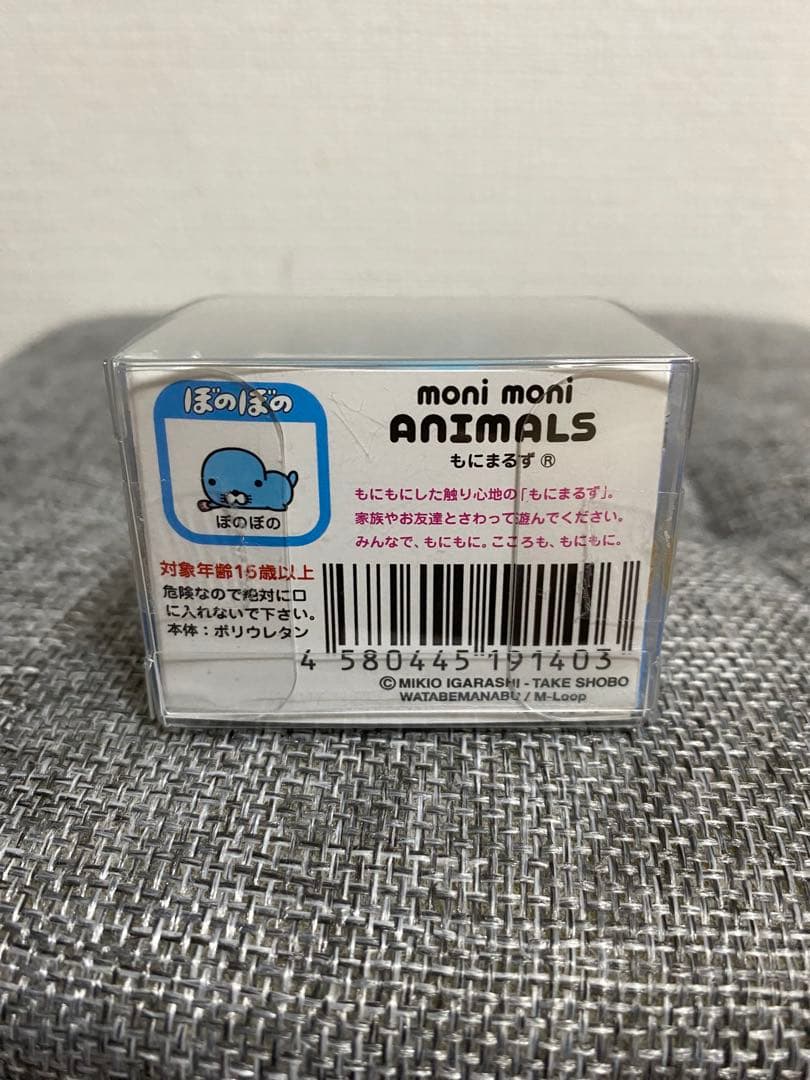 ぼのぼの
ぼのぼの
moni moni
ANIMALS
もにまるず ®
もにもにした触り心地の「もにまるず」。
家族やお友達とさわって遊んでください。
みんなで、もにもに。こころも、もにもに。
対象年齢15歳以上
危険なので絶対に口
に入れないで下さい。
本体：ポリウレタン
4 580445 191403
©MIKIO IGARASHI - TAKE SHOBO
WATABEMANABU / M-Loop